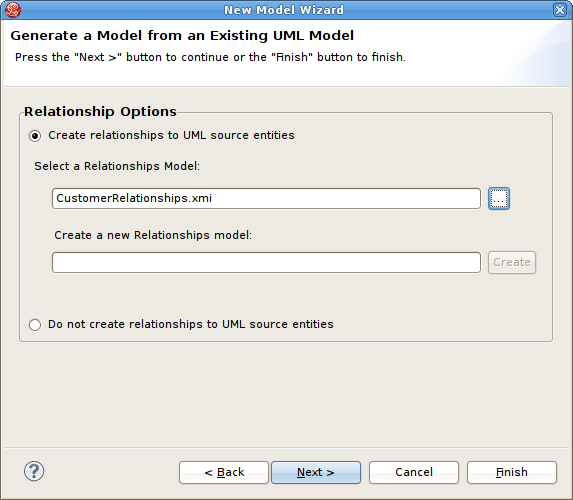 New Model Wizard
Generate a Model from an Existing UML Model
Press the "Next >" button to continue or the "Finish" button to finish.
Relationship Options
Create relationships to UML source entities
Select a Relationships Model:
CustomerRelationships.xmi
...
Create a new Relationships model:
Create
Do not create relationships to UML source entities
?
< Back
Next >
Cancel
Finish